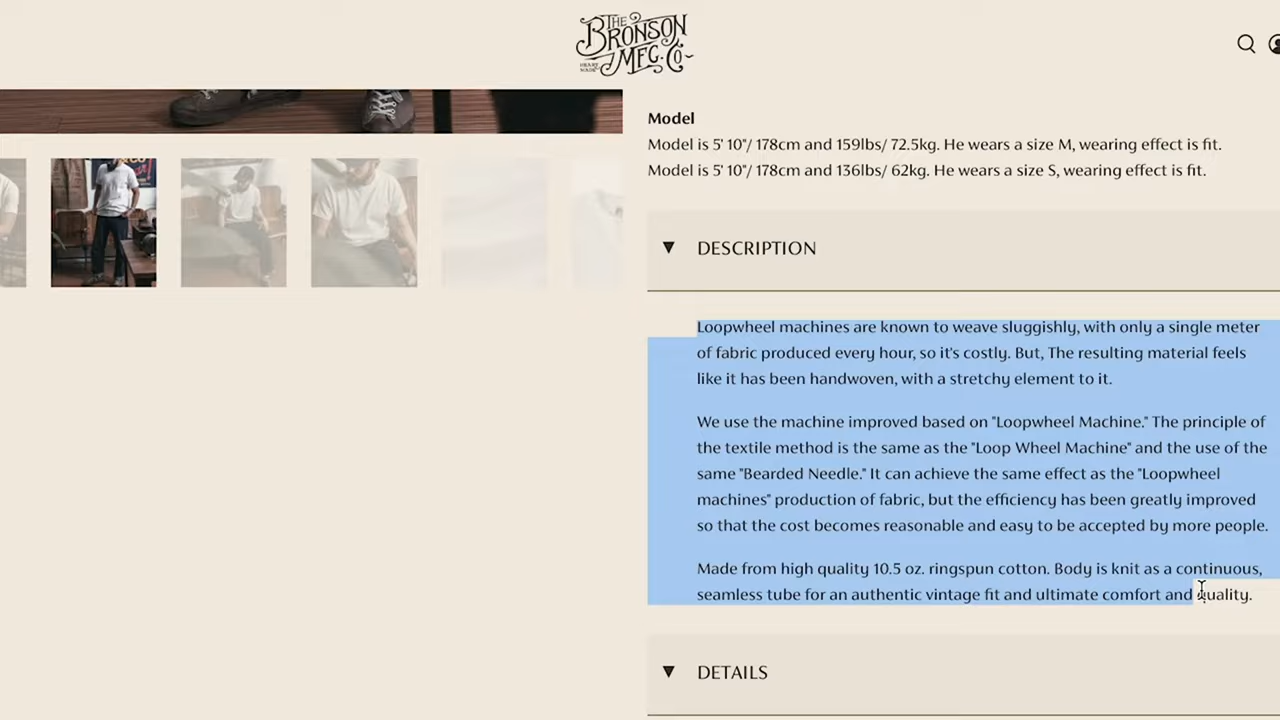 THE
BRONSON
MFG. Co
Model
Model is 5' 10"/ 178cm and 159lbs/ 72.5kg. He wears a size M, wearing effect is fit.
Model is 5' 10"/ 178cm and 136lbs/ 62kg. He wears a size S, wearing effect is fit.
▼ DESCRIPTION
Loopwheel machines are known to weave sluggishly, with only a single meter
of fabric produced every hour, so it's costly. But, The resulting material feels
like it has been handwoven, with a stretchy element to it.
We use the machine improved based on "Loopwheel Machine." The principle of
the textile method is the same as the "Loop Wheel Machine" and the use of the
same "Bearded Needle." It can achieve the same effect as the "Loopwheel
machines" production of fabric, but the efficiency has been greatly improved
so that the cost becomes reasonable and easy to be accepted by more people.
Made from high quality 10.5 oz. ringspun cotton. Body is knit as a continuous,
seamless tube for an authentic vintage fit and ultimate comfort and quality.
▼ DETAILS